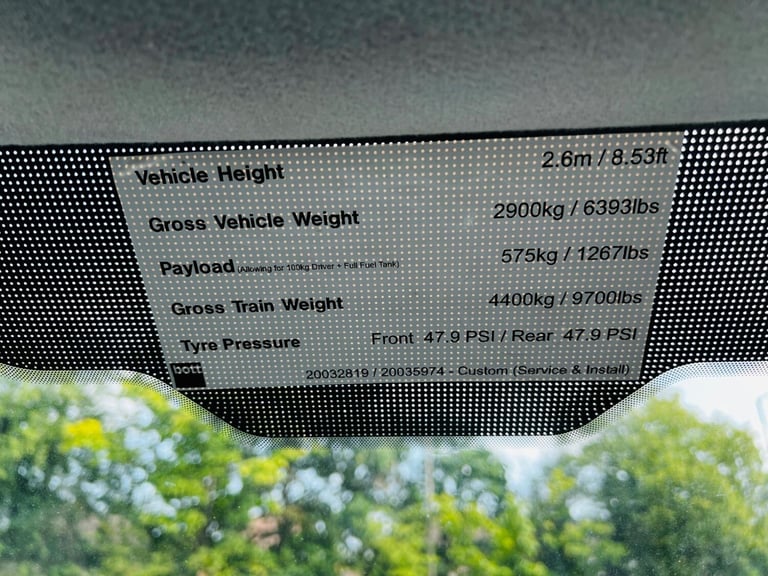 Vehicle Height 2.6m / 8.53ft
Gross Vehicle Weight 2900kg / 6393lbs
Payload (Allowing for 100kg Driver + Full Fuel Tank) 575kg / 1267lbs
Gross Train Weight 4400kg / 9700lbs
Tyre Pressure Front 47.9 PSI / Rear 47.9 PSI
bott 20032819 / 20035974 - Custom (Service & Install)